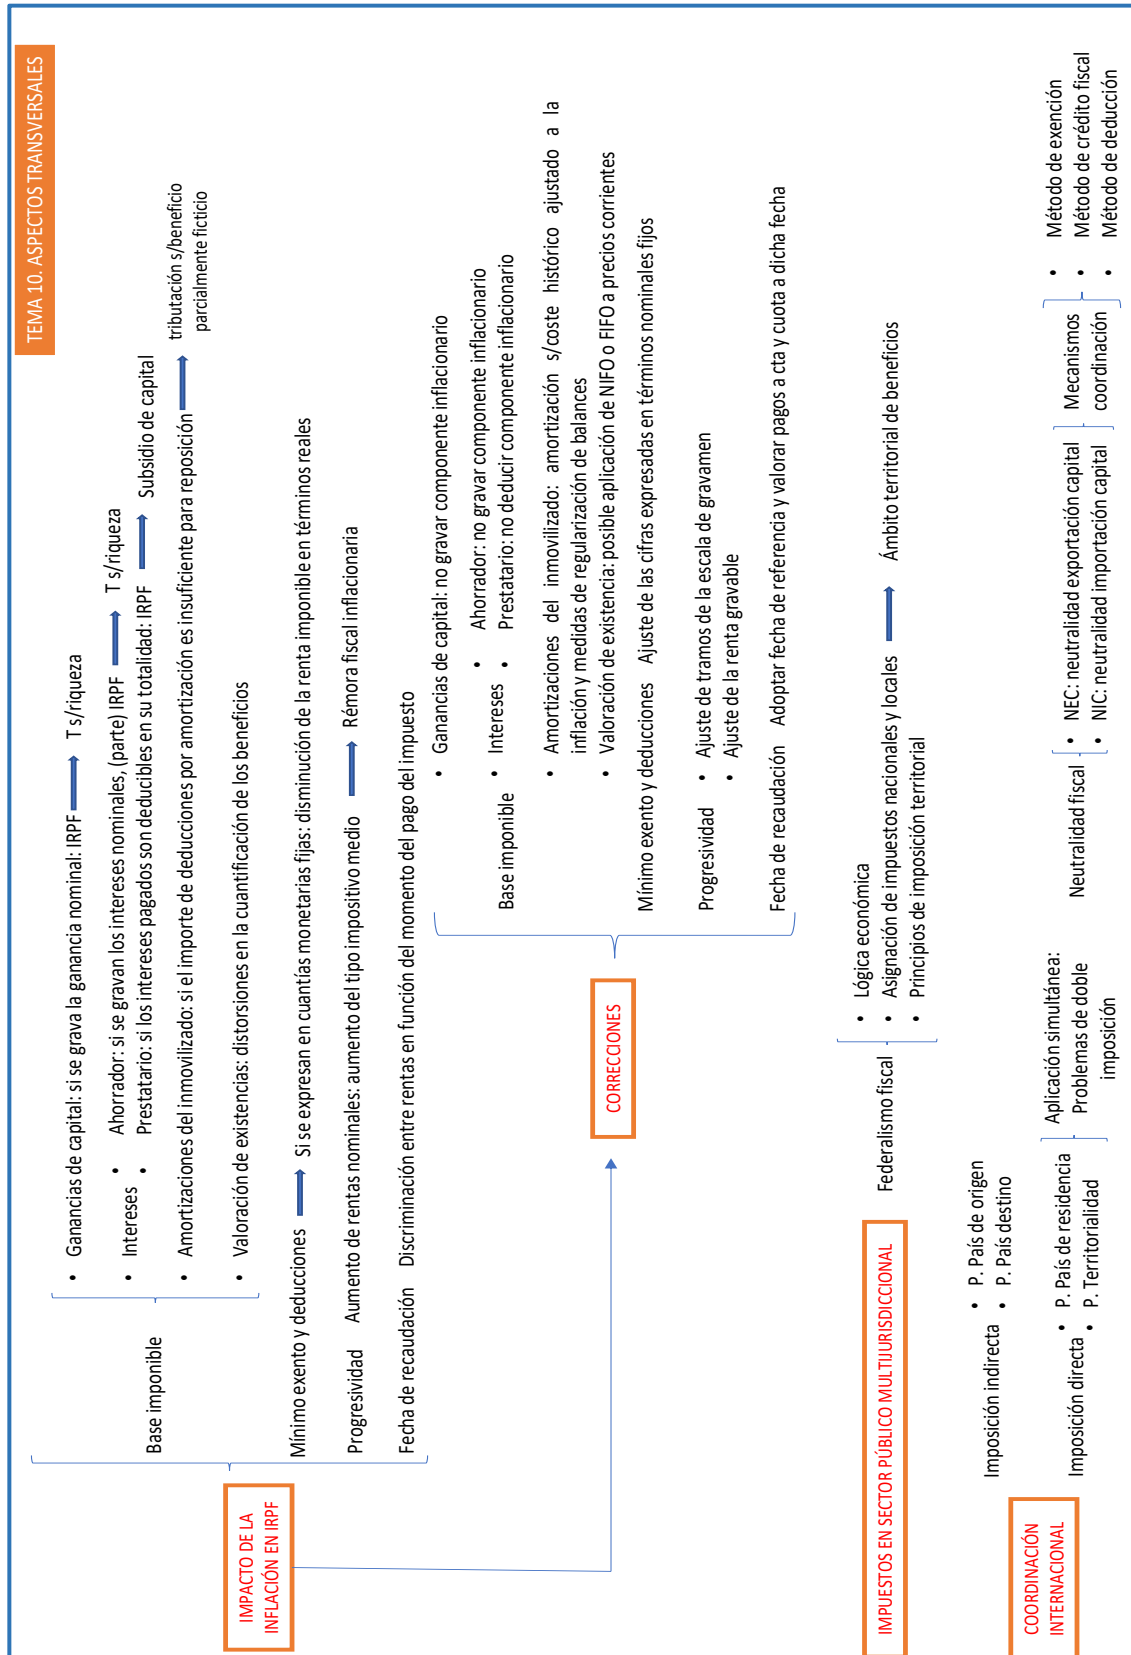 TEMA 10. ASPECTOS TRANSVERSALES
IMPACTO DE LA
INFLACIÓN EN IRPF
Base imponible
• Ganancias de capital: si se grava la ganancia nominal: IRPF
T s/riqueza
• Intereses
• Ahorrador: si se gravan los intereses nominales, (parte) IRPF
T s/riqueza
• Prestatario: si los intereses pagados son deducibles en su totalidad: IRPF
Subsidio de capital
• Amortizaciones del inmovilizado: si el importe de deducciones por amortización es insuficiente para reposición
tributación s/beneficio
parcialmente ficticio
• Valoración de existencias: distorsiones en la cuantificación de los beneficios
Mínimo exento y deducciones
Si se expresan en cuantías monetarias fijas: disminución de la renta imponible en términos reales
Progresividad
Aumento de rentas nominales: aumento del tipo impositivo medio
Rémora fiscal inflacionaria
Fecha de recaudación
Discriminación entre rentas en función del momento del pago del impuesto
CORRECCIONES
Base imponible
• Ganancias de capital: no gravar componente inflacionario
• Intereses
• Ahorrador: no gravar componente inflacionario
• Prestatario: no deducir componente inflacionario
• Amortizaciones del inmovilizado: amortización s/coste histórico ajustado a la
inflación y medidas de regularización de balances
• Valoración de existencia: posible aplicación de NIFO o FIFO a precios corrientes
Mínimo exento y deducciones
Ajuste de las cifras expresadas en términos nominales fijos
Progresividad
• Ajuste de tramos de la escala de gravamen
• Ajuste de la renta gravable
Fecha de recaudación
Adoptar fecha de referencia y valorar pagos a cta y cuota a dicha fecha
IMPUESTOS EN SECTOR PÚBLICO MULTIJURISDICCIONAL
Federalismo fiscal
• Lógica económica
• Asignación de impuestos nacionales y locales
• Principios de imposición territorial
Ámbito territorial de beneficios
COORDINACIÓN
INTERNACIONAL
Imposición indirecta
• P. País de origen
• P. País destino
Imposición directa
• P. País de residencia
• P. Territorialidad
Aplicación simultánea:
Problemas de doble
imposición
Neutralidad fiscal
• NEC: neutralidad exportación capital
• NIC: neutralidad importación capital
Mecanismos
coordinación
• Método de exención
• Método de crédito fiscal
• Método de deducción